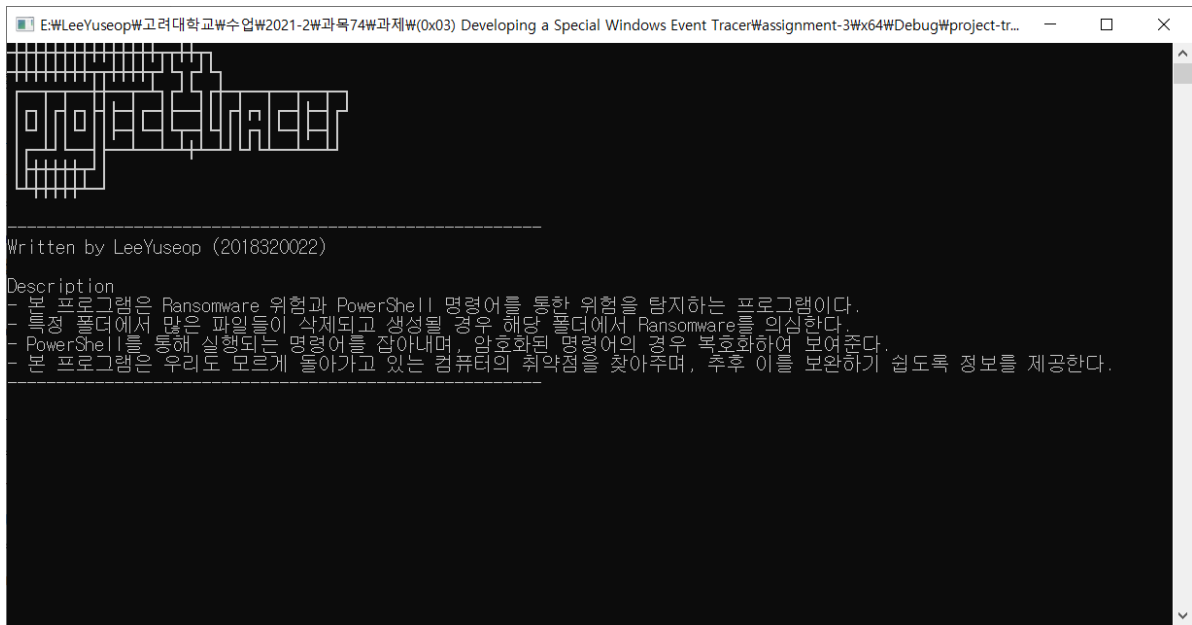 E:₩LeeYuseop₩고려대학교₩수업₩2021-2₩과목74₩과제₩(0x03) Developing a Special Windows Event Tracer₩assignment-3₩x64₩Debug₩project-tr...
project-tracer
------------------------------------------------------
Written by LeeYuseop (2018320022)
Description
- 본 프로그램은 Ransomware 위험과 PowerShell 명령어를 통한 위험을 탐지하는 프로그램이다.
- 특정 폴더에서 많은 파일들이 삭제되고 생성될 경우 해당 폴더에서 Ransomware를 의심한다.
- PowerShell를 통해 실행되는 명령어를 잡아내며, 암호화된 명령어의 경우 복호화하여 보여준다.
- 본 프로그램은 우리도 모르게 돌아가고 있는 컴퓨터의 취약점을 찾아주며, 추후 이를 보완하기 쉽도록 정보를 제공한다.
------------------------------------------------------